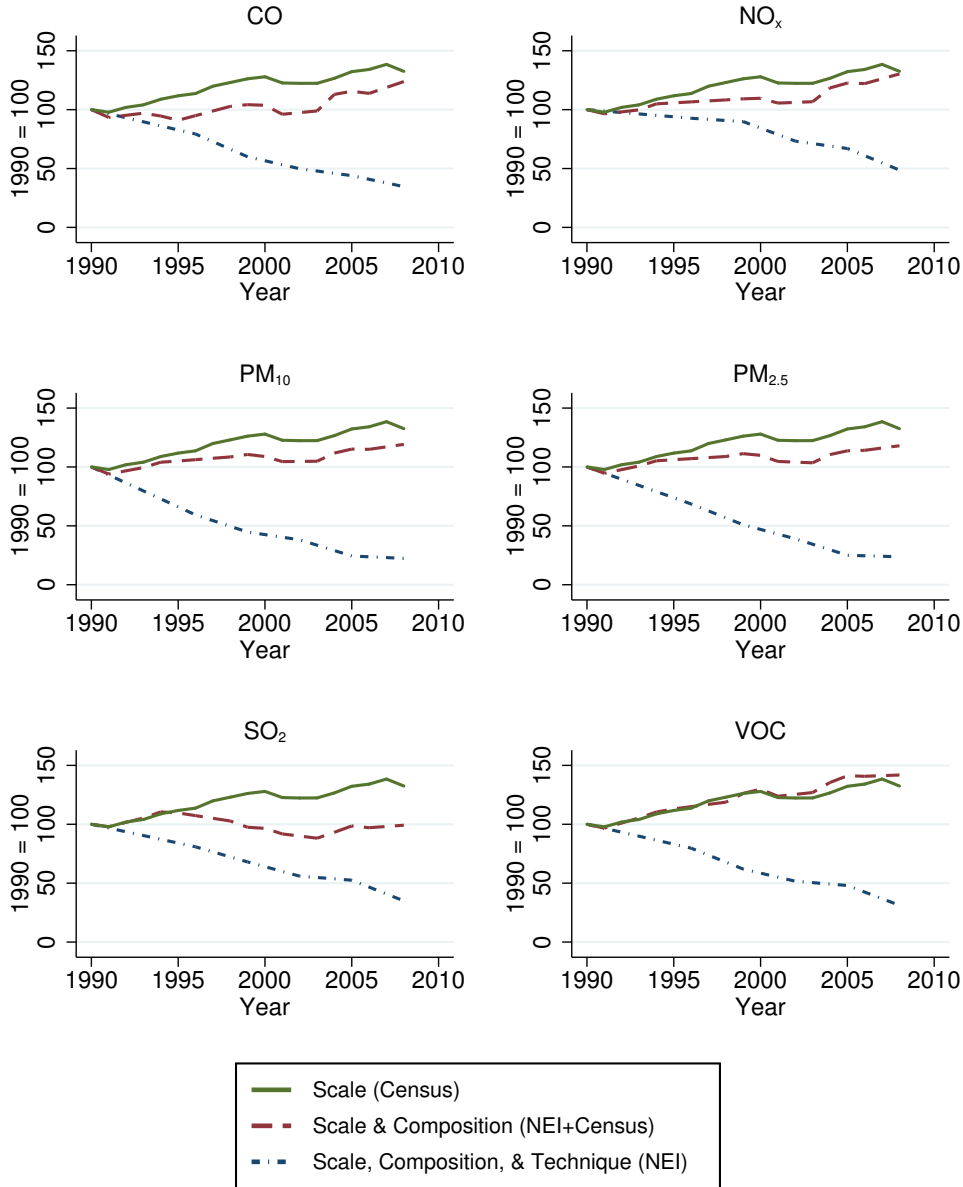 CO
1990 = 100
0 50 100 150
1990 1995 2000 2005 2010
Year
NOₓ
1990 = 100
0 50 100 150
1990 1995 2000 2005 2010
Year
PM₁₀
1990 = 100
0 50 100 150
1990 1995 2000 2005 2010
Year
PM₂.₅
1990 = 100
0 50 100 150
1990 1995 2000 2005 2010
Year
SO₂
1990 = 100
0 50 100 150
1990 1995 2000 2005 2010
Year
VOC
1990 = 100
0 50 100 150
1990 1995 2000 2005 2010
Year
Scale (Census)
Scale & Composition (NEI+Census)
Scale, Composition, & Technique (NEI)